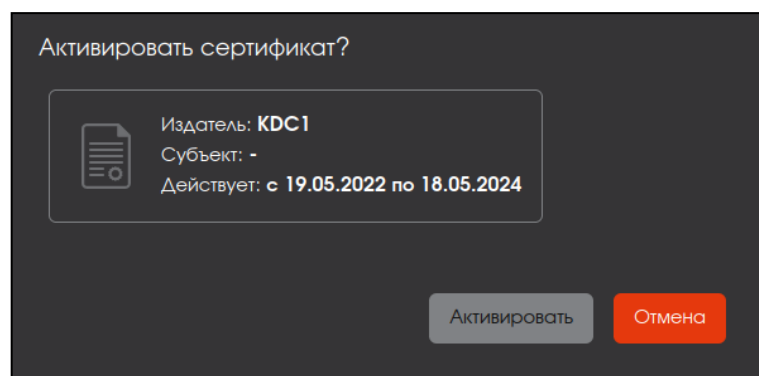 Активировать сертификат?
Издатель: KDC1
Субъект: -
Действует: с 19.05.2022 по 18.05.2024
Активировать
Отмена